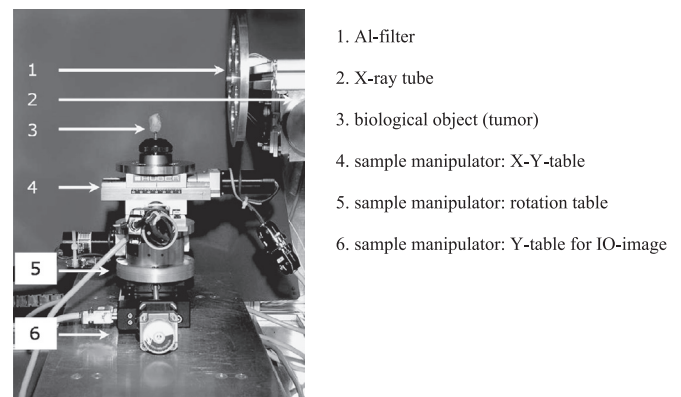 1
2
3
4
5
6
1. Al-filter
2. X-ray tube
3. biological object (tumor)
4. sample manipulator: X-Y-table
5. sample manipulator: rotation table
6. sample manipulator: Y-table for IO-image